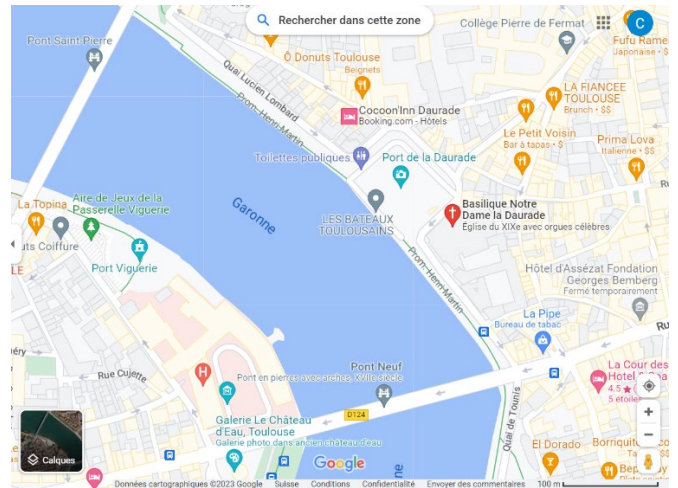 Rechercher dans cette zone
C
Collège Pierre de Fermat
Fufu Rame
Japonaise • $
Pont Saint-Pierre
Quai Lucien Lombard
Ô Donuts Toulouse
Beignets
Prom. Henri-Martin
LA FIANCEE
TOULOUSE
Brunch • $$
Cocoon'Inn Daurade
Booking.com - Hôtels
Le Petit Voisin
Bar à tapas • $
Prima Lova
Italienne • $$
Toilettes publiques
Port de la Daurade
Aire de Jeux de la
Passerelle Viguerie
La Topina
Garonne
LES BATEAUX
TOULOUSAINS
Basilique Notre
Dame la Daurade
Église du XIXe avec orgues célèbres
uts Coiffure
Port Viguerie
LE
Prom. Henri-Martin
Hôtel d'Assézat Fondation
Georges Bemberg
Fermé temporairement
La Pipe
Bureau de tabac
Ru
éry
Rue Cujette
H
Pont Neuf
Pont en pierres avec arches, XVIIe siècle
La Cour des
4.5
5 étoiles
D124
Quai de Tounis
Galerie Le Château
d'Eau, Toulouse
Galerie photo dans ancien château d'eau
El Dorado
Calques
Google
ne
Données cartographiques ©2023 Google
Suisse
Conditions
Confidentialité
Envoyer des commentaires
100 m